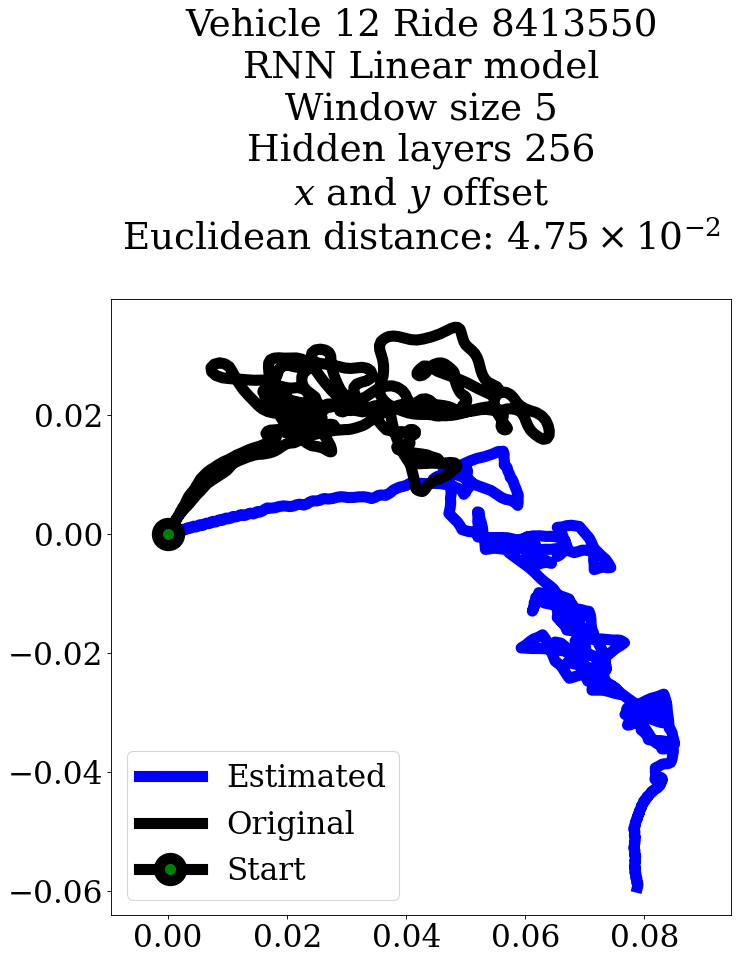 Vehicle 12 Ride 8413550
RNN Linear model
Window size 5
Hidden layers 256
x and y offset
Euclidean distance: 4.75 × 10⁻²
0.02
0.00
−0.02
−0.04
−0.06
Estimated
Original
Start
0.00 0.02 0.04 0.06 0.08